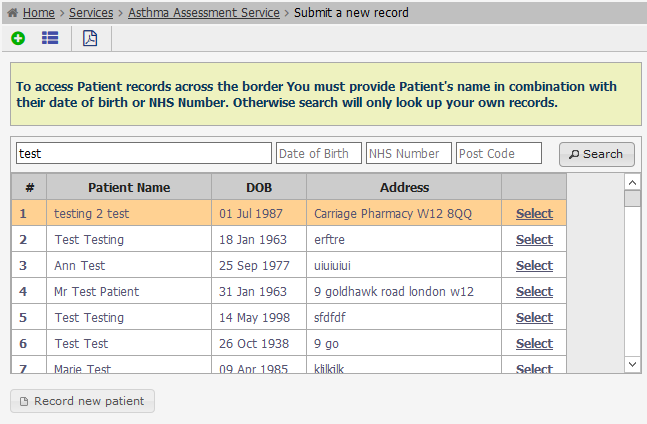 Home > Services > Asthma Assessment Service > Submit a new record
To access Patient records across the border You must provide Patient's name in combination with
their date of birth or NHS Number. Otherwise search will only look up your own records.
test Date of Birth NHS Number Post Code Search
# Patient Name DOB Address
1 testing 2 test 01 Jul 1987 Carriage Pharmacy W12 8QQ Select
2 Test Testing 18 Jan 1963 erftre Select
3 Ann Test 25 Sep 1977 uiuiuiui Select
4 Mr Test Patient 31 Jan 1963 9 goldhawk road london w12 Select
5 Test Testing 14 May 1998 sfdfdf Select
6 Test Test 26 Oct 1938 9 go Select
7 Marie Test 09 Apr 1985 kljlkjlk Select
Record new patient